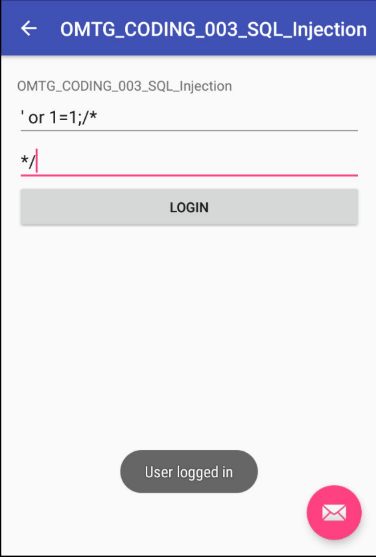 OMTG_CODING_003_SQL_Injection
OMTG_CODING_003_SQL_Injection
' or 1=1;/*
*/
LOGIN
User logged in